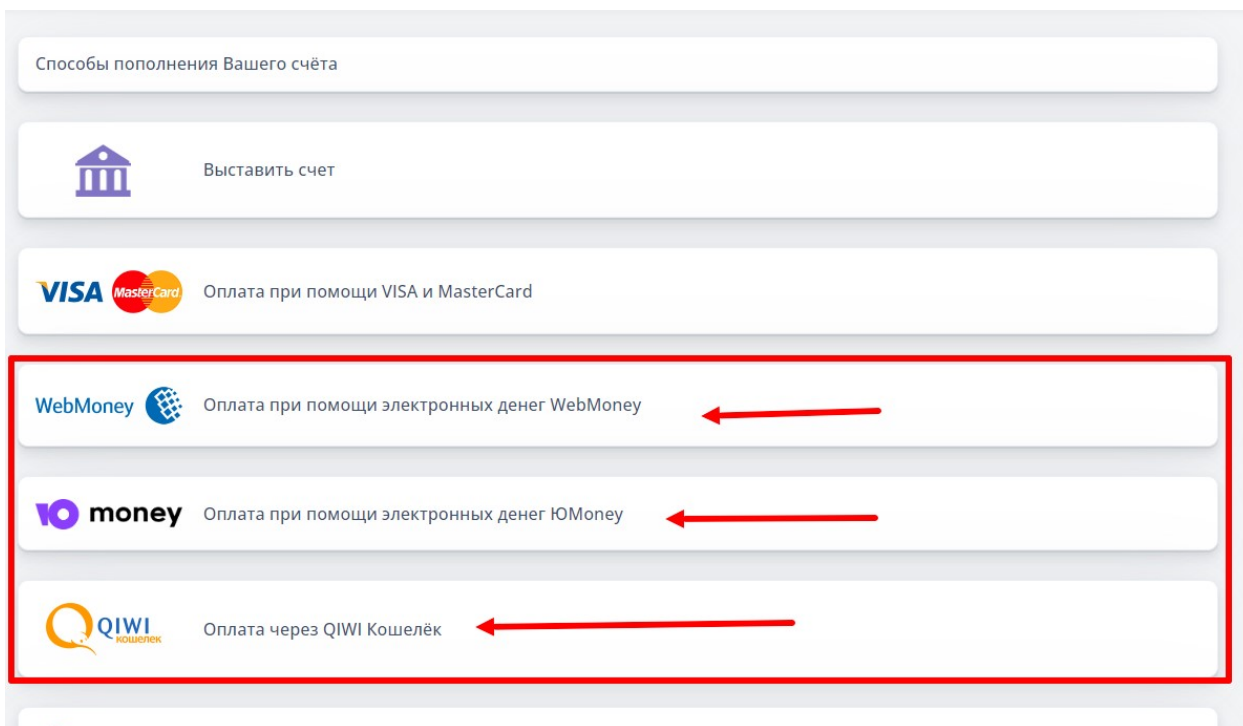 Способы пополнения Вашего счёта
Выставить счет
VISA MasterCard Оплата при помощи VISA и MasterCard
WebMoney Оплата при помощи электронных денег WebMoney
Ю money Оплата при помощи электронных денег ЮMoney
QIWI кошелек Оплата через QIWI Кошелёк